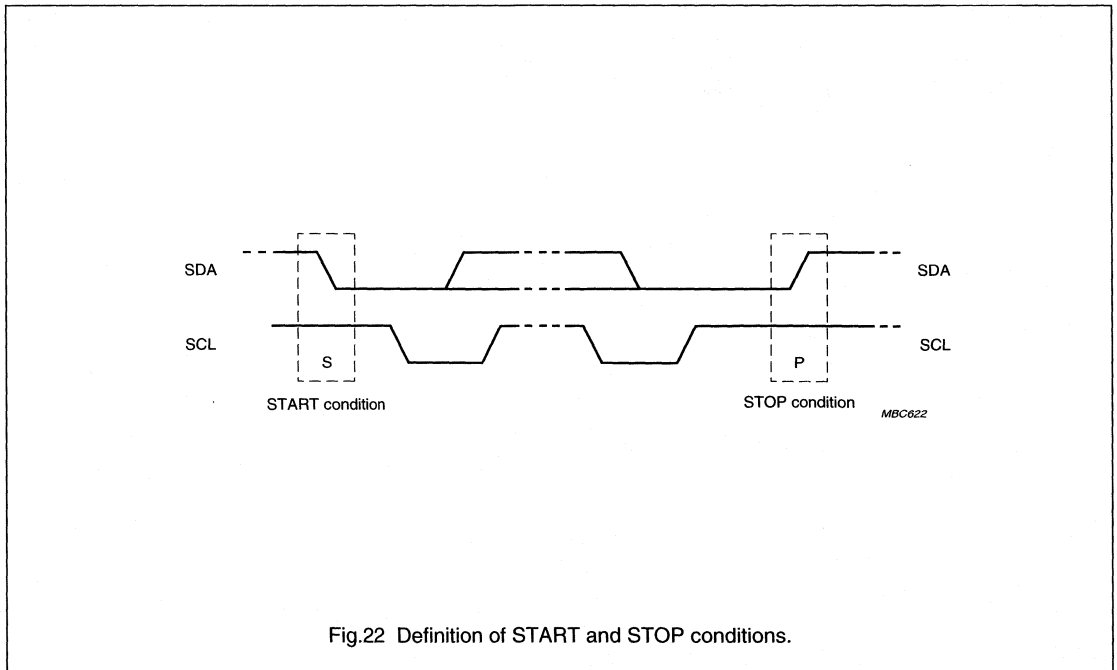 SDA
SDA
SCL
SCL
S
P
START condition
STOP condition
MBC622
Fig.22 Definition of START and STOP conditions.